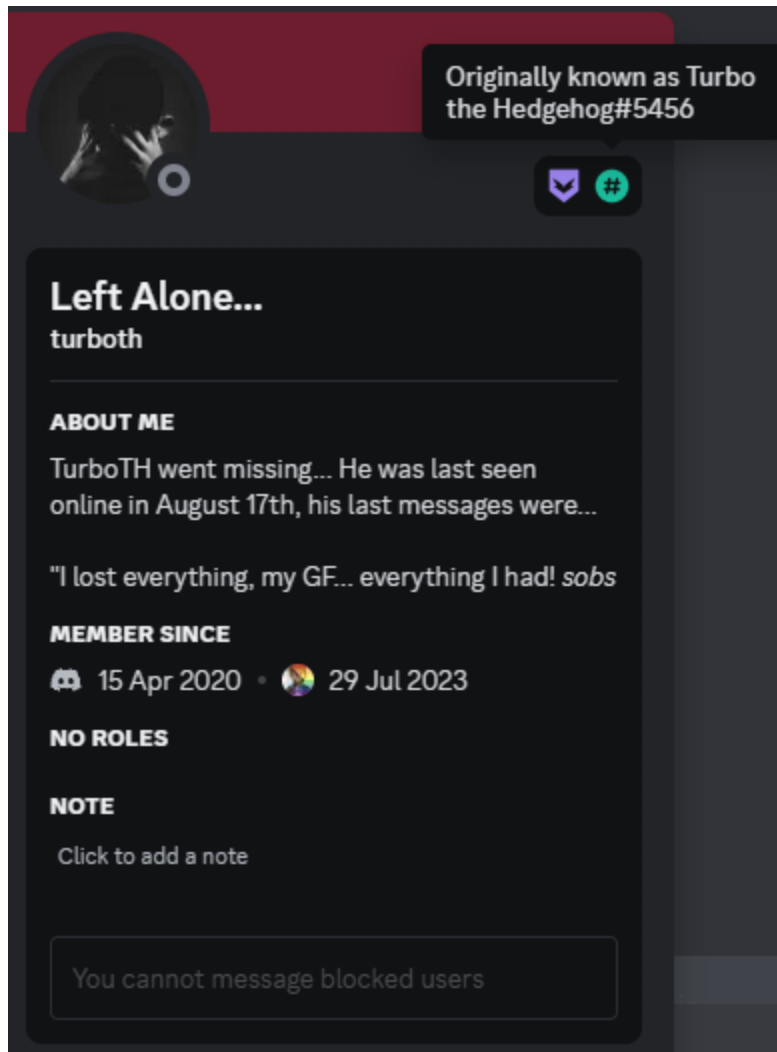 Originally known as Turbo
the Hedgehog#5456
Left Alone...
turboth
ABOUT ME
TurboTH went missing... He was last seen
online in August 17th, his last messages were...
"I lost everything, my GF... everything I had! sobs
MEMBER SINCE
15 Apr 2020 • 29 Jul 2023
NO ROLES
NOTE
Click to add a note
You cannot message blocked users